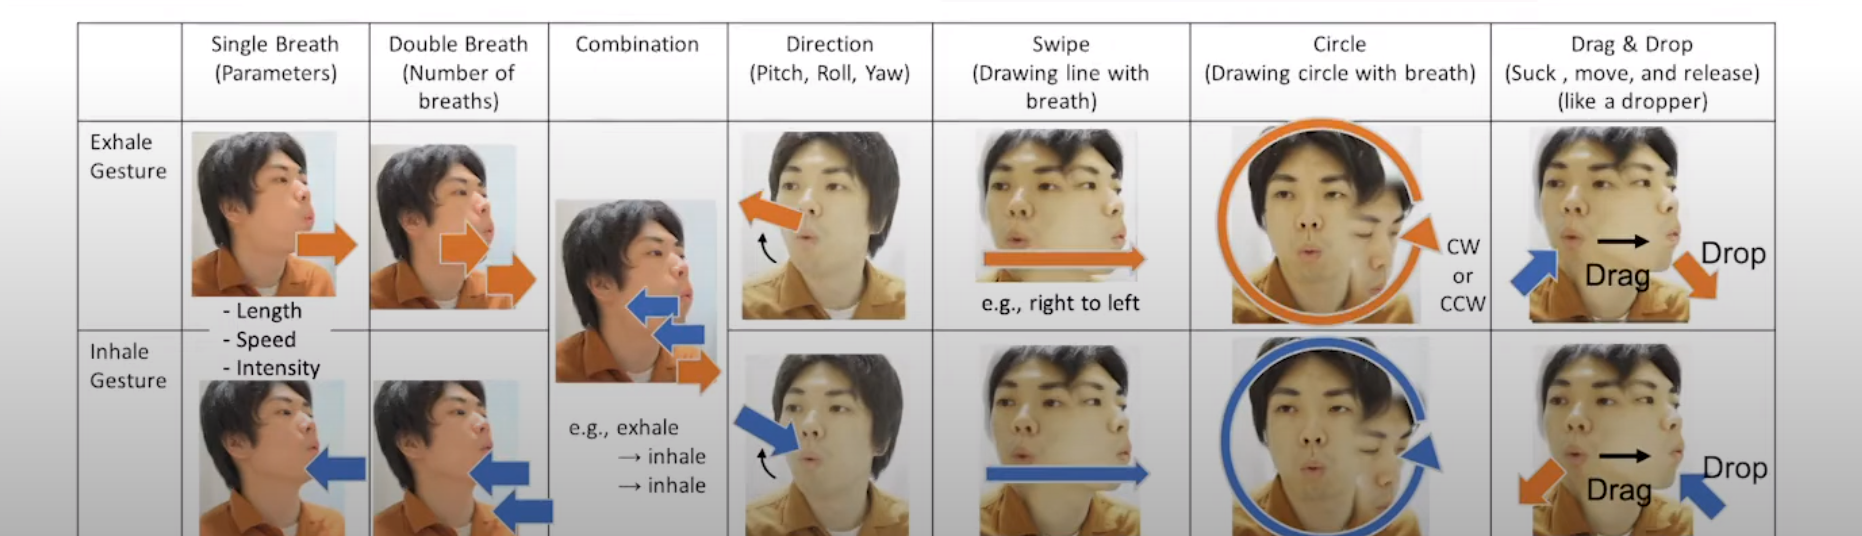 Single Breath
(Parameters)
Double Breath
(Number of
breaths)
Combination
Direction
(Pitch, Roll, Yaw)
Swipe
(Drawing line with
breath)
Circle
(Drawing circle with breath)
Drag & Drop
(Suck , move, and release)
(like a dropper)
Exhale
Gesture
- Length
- Speed
- Intensity
e.g., exhale
→ inhale
→ inhale
e.g., right to left
CW
or
CCW
Drag
Drop
Inhale
Gesture
Drag
Drop